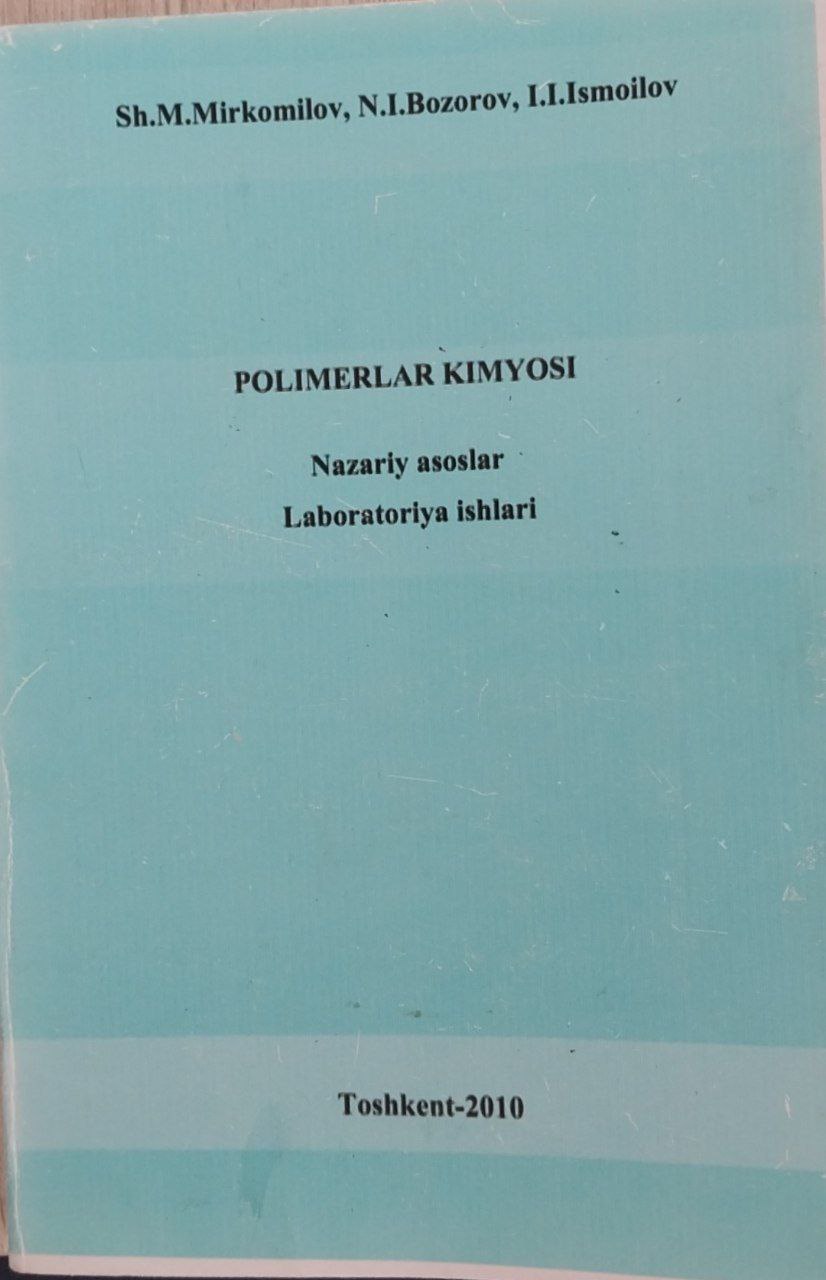 Sh.M.Mirkomilov, N.I.Bozorov, I.I.Ismoilov
POLIMERLAR KIMYOSI
Nazariy asoslar
Laboratoriya ishlari
Toshkent-2010